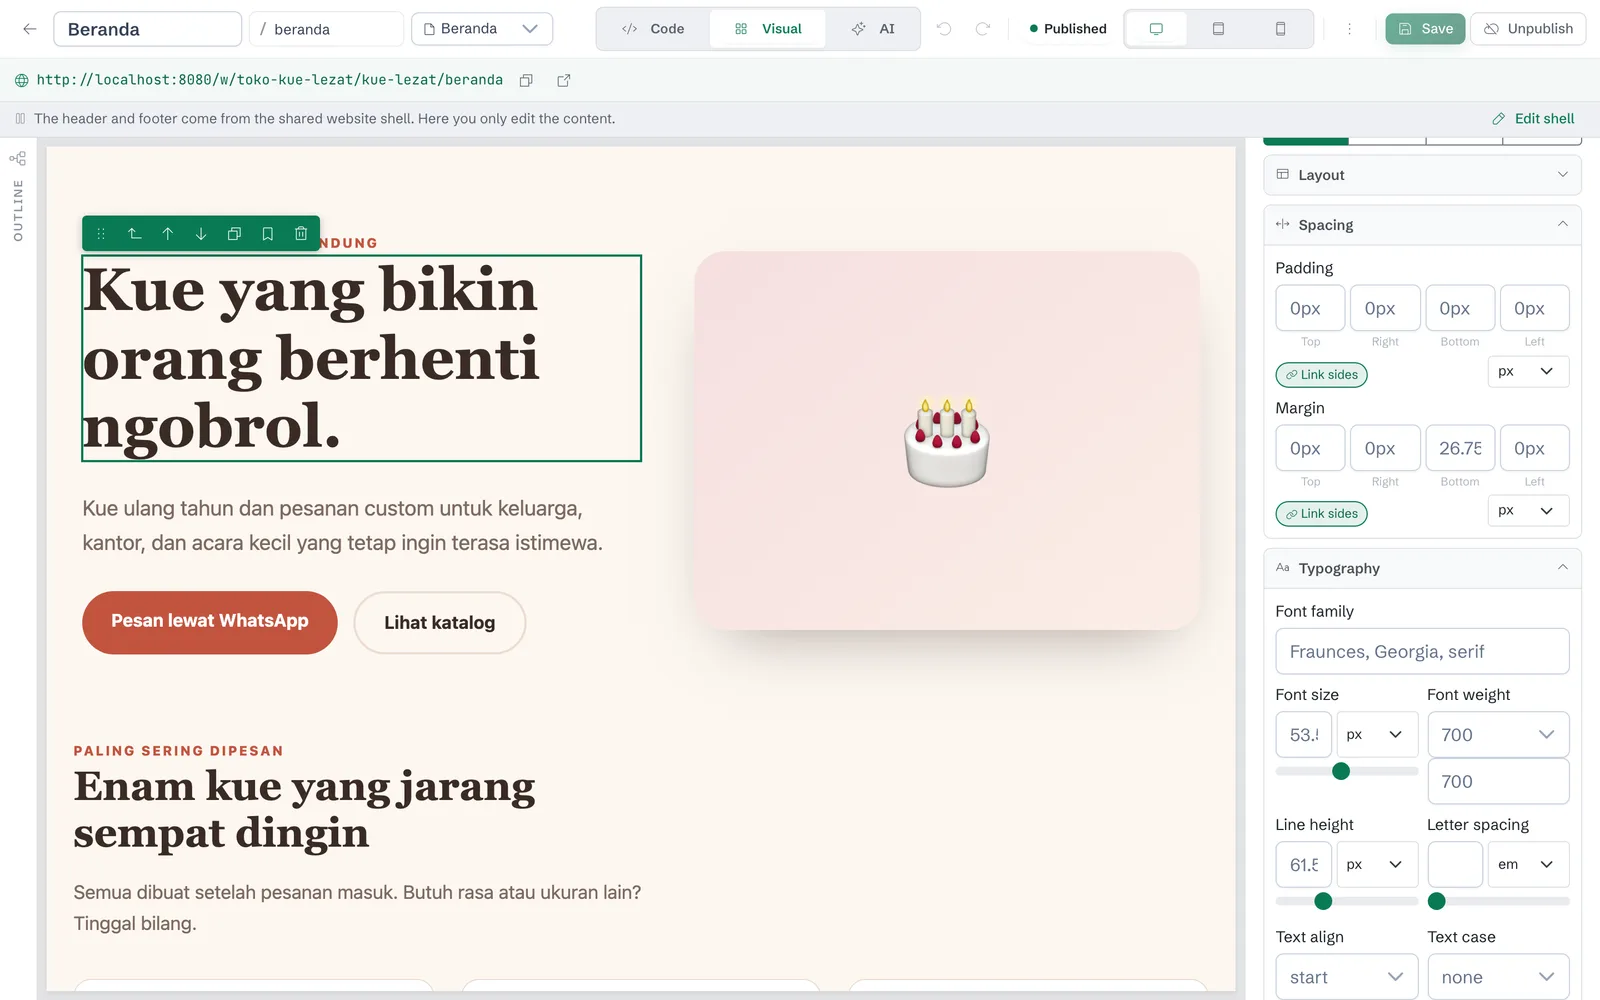 Beranda
/ beranda
Beranda
Code
Visual
AI
Published
Save
Unpublish
http://localhost:8080/w/toko-kue-lezat/kue-lezat/beranda
The header and footer come from the shared website shell. Here you only edit the content.
Edit shell
OUTLINE
NDUNG
Kue yang bikin
orang berhenti
ngobrol.
Kue ulang tahun dan pesanan custom untuk keluarga,
kantor, dan acara kecil yang tetap ingin terasa istimewa.
Pesan lewat WhatsApp
Lihat katalog
PALING SERING DIPESAN
Enam kue yang jarang
sempat dingin
Semua dibuat setelah pesanan masuk. Butuh rasa atau ukuran lain?
Tinggal bilang.
Layout
Spacing
Padding
0px 0px 0px 0px
Top Right Bottom Left
Link sides px
Margin
0px 0px 26.75 0px
Top Right Bottom Left
Link sides px
Aa Typography
Font family
Fraunces, Georgia, serif
Font size Font weight
53. px 700
700
Line height Letter spacing
61.5 px em
Text align Text case
start none